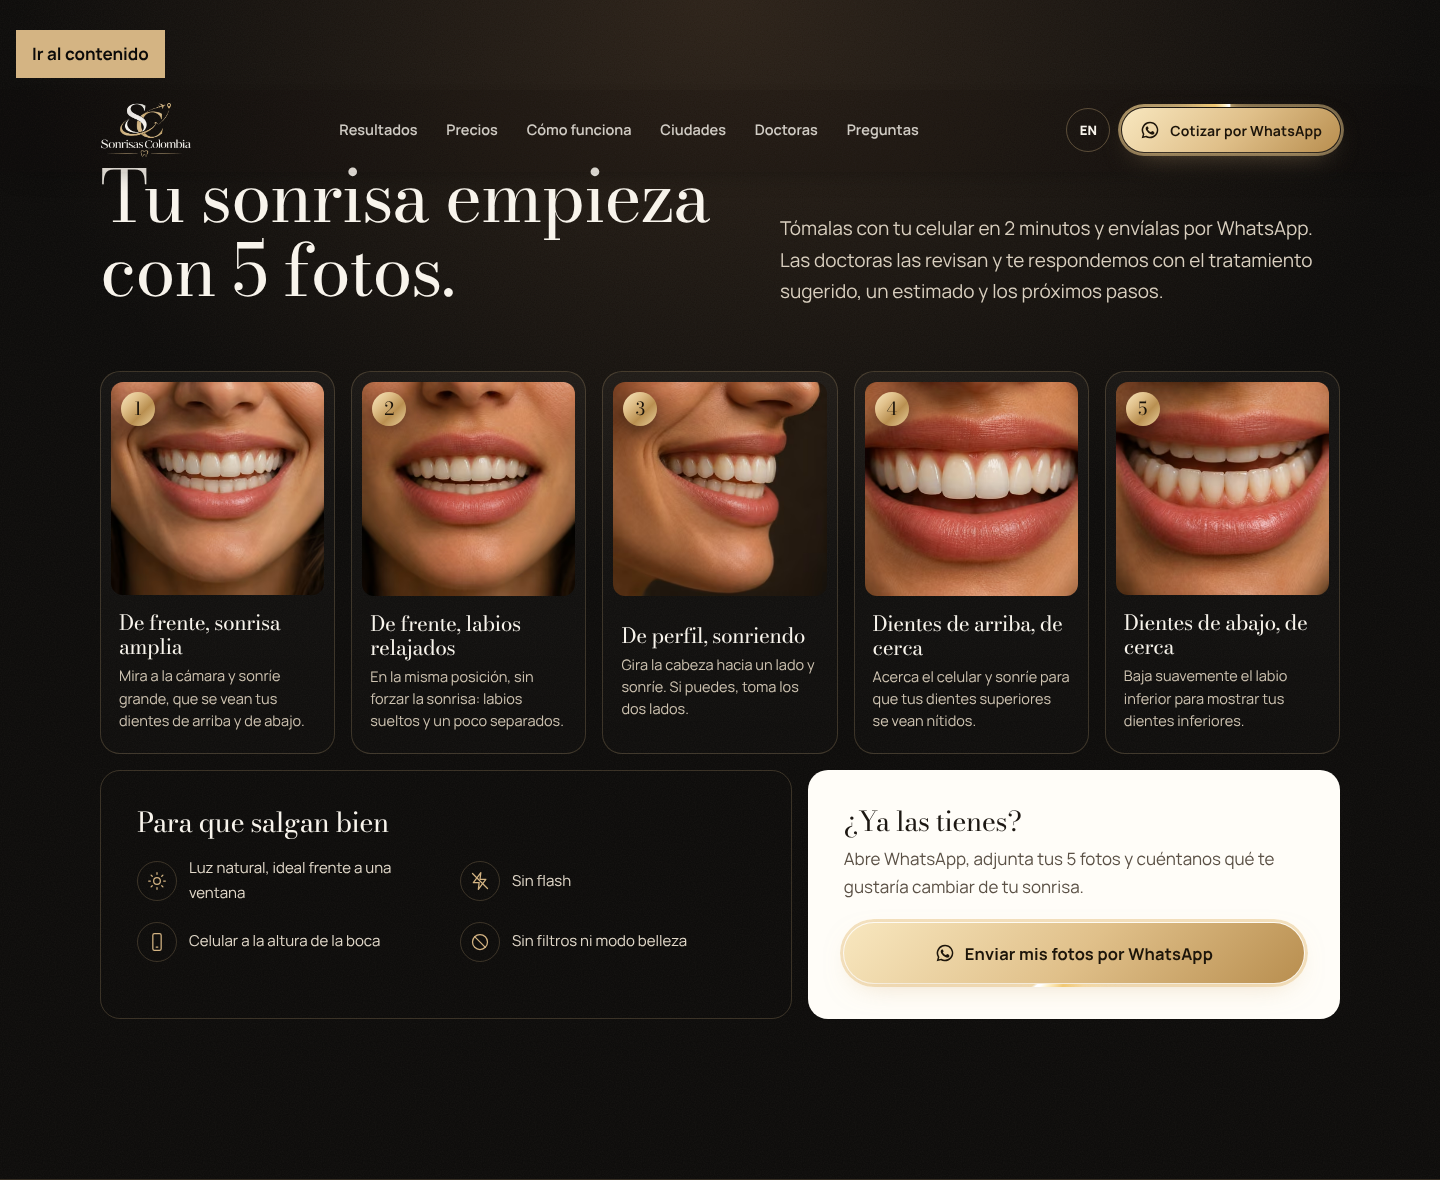 Ir al contenido
SC
Sonrisas Colombia
Resultados
Precios
Cómo funciona
Ciudades
Doctoras
Preguntas
EN
Cotizar por WhatsApp
Tu sonrisa empieza
con 5 fotos.
Tómalas con tu celular en 2 minutos y envíalas por WhatsApp.
Las doctoras las revisan y te respondemos con el tratamiento
sugerido, un estimado y los próximos pasos.
1
De frente, sonrisa
amplia
Mira a la cámara y sonríe
grande, que se vean tus
dientes de arriba y de abajo.
2
De frente, labios
relajados
En la misma posición, sin
forzar la sonrisa: labios
sueltos y un poco separados.
3
De perfil, sonriendo
Gira la cabeza hacia un lado y
sonríe. Si puedes, toma los
dos lados.
4
Dientes de arriba, de
cerca
Acerca el celular y sonríe para
que tus dientes superiores
se vean nítidos.
5
Dientes de abajo, de
cerca
Baja suavemente el labio
inferior para mostrar tus
dientes inferiores.
Para que salgan bien
Luz natural, ideal frente a una
ventana
Sin flash
Celular a la altura de la boca
Sin filtros ni modo belleza
¿Ya las tienes?
Abre WhatsApp, adjunta tus 5 fotos y cuéntanos qué te
gustaría cambiar de tu sonrisa.
Enviar mis fotos por WhatsApp